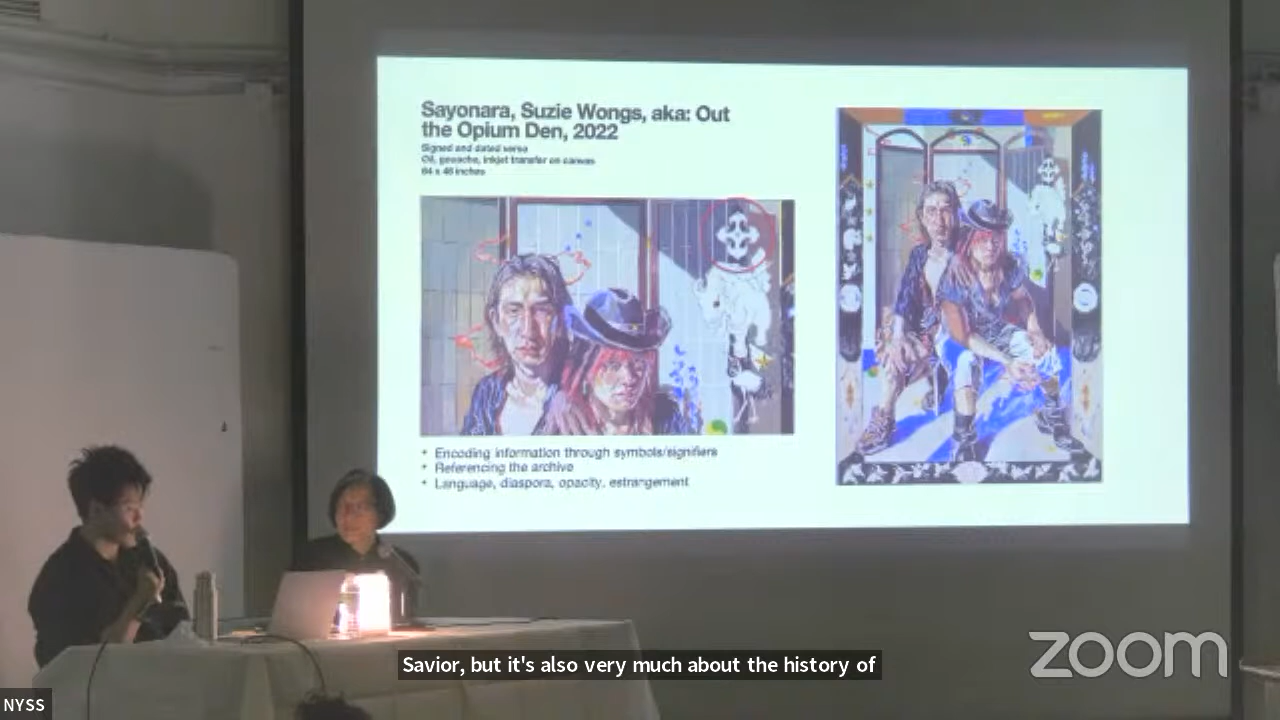 Sayonara, Suzie Wongs, aka: Out
the Opium Den, 2022
Signed and dated verso
Oil, gouache, inkjet transfer on canvas
64 x 46 inches
• Encoding information through symbols/signifiers
• Referencing the archive
• Language, diaspora, opacity, estrangement
Savior, but it's also very much about the history of
zoom
NYSS